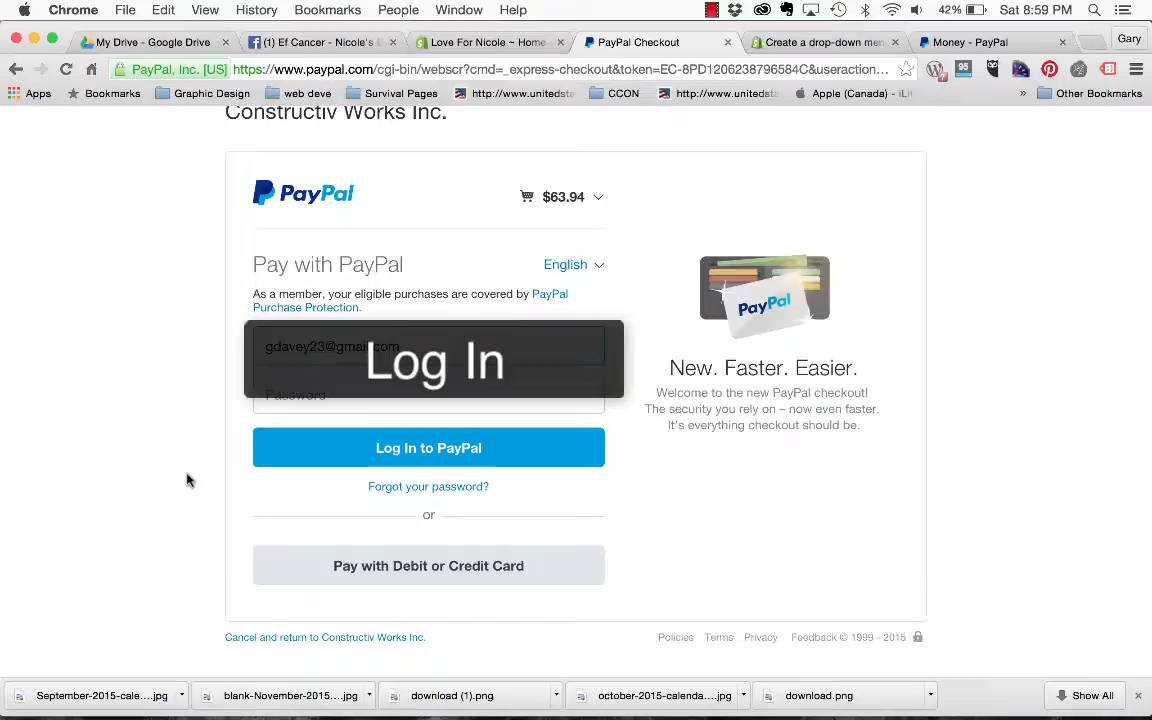 Chrome File Edit View History Bookmarks People Window Help 42% Sat 8:59 PM
My Drive - Google Drive (1) Ef Cancer - Nicole's Love For Nicole ~ Home PayPal Checkout Create a drop-down men Money - PayPal Gary
PayPal, Inc. [US] https://www.paypal.com/cgi-bin/webscr?cmd=_express-checkout&token=EC-8PD1206238796584C&useraction...
Apps Bookmarks Graphic Design web deve Survival Pages http://www.unitedsta CCON http://www.unitedsta Apple (Canada) - iLi » Other Bookmarks
Constructiv Works Inc.
PayPal $63.94
Pay with PayPal English
As a member, your eligible purchases are covered by PayPal
Purchase Protection.
gdavey23@gmail.com
Log In
Password
Log In to PayPal
Forgot your password?
or
Pay with Debit or Credit Card
PayPal
New. Faster. Easier.
Welcome to the new PayPal checkout!
The security you rely on – now even faster.
It's everything checkout should be.
Cancel and return to Constructiv Works Inc. Policies Terms Privacy Feedback © 1999 - 2015
September-2015-cale....jpg blank-November-2015....jpg download (1).png october-2015-calenda....jpg download.png Show All